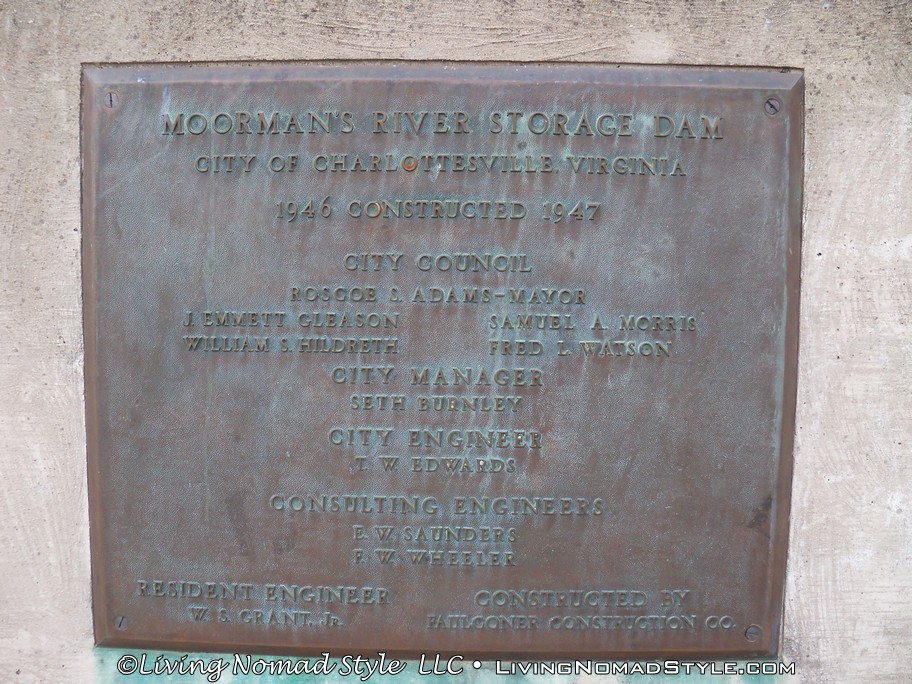 MOORMAN'S RIVER STORAGE DAM
CITY OF CHARLOTTESVILLE, VIRGINIA
1946 CONSTRUCTED 1947
CITY COUNCIL
ROSCOE S. ADAMS-MAYOR
J. EMMETT GLEASON SAMUEL A. MORRIS
WILLIAM S. HILDRETH FRED L. WATSON
CITY MANAGER
SETH BURNLEY
CITY ENGINEER
T. W. EDWARDS
CONSULTING ENGINEERS
E. W. SAUNDERS
F. W. WHEELER
RESIDENT ENGINEER CONSTRUCTED BY
W. S. GRANT, Jr. FAULCONER CONSTRUCTION CO.
©Living Nomad Style LLC • LivingNomadStyle.com